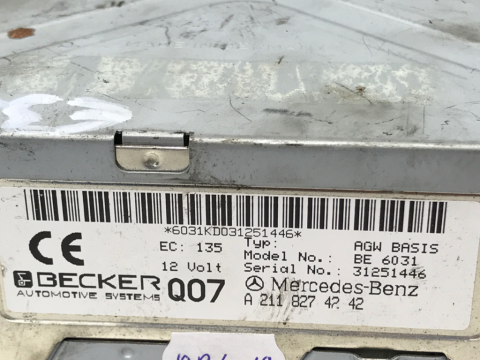 *6031KD031251446*
CE EC: 135 Typ: AGW BASIS
Model No.: BE 6031
12 Volt Serial No.: 31251446
BECKER Q07 Mercedes-Benz
AUTOMOTIVE SYSTEMS A 211 827 42 42